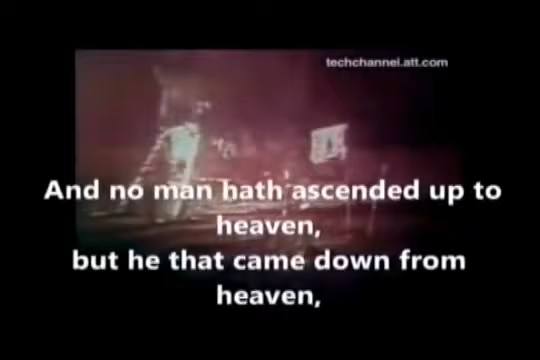 techchannel.att.com
And no man hath ascended up to
heaven,
but he that came down from
heaven,